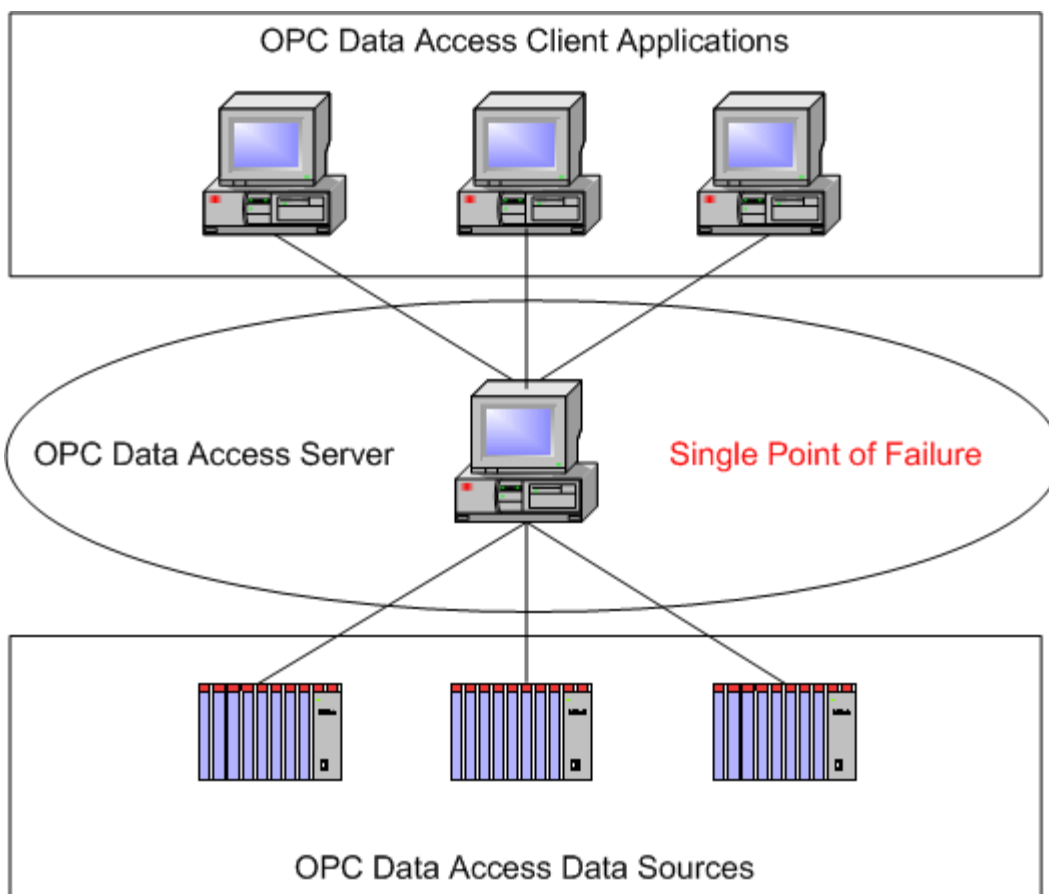 OPC Data Access Client Applications
OPC Data Access Server
Single Point of Failure
OPC Data Access Data Sources